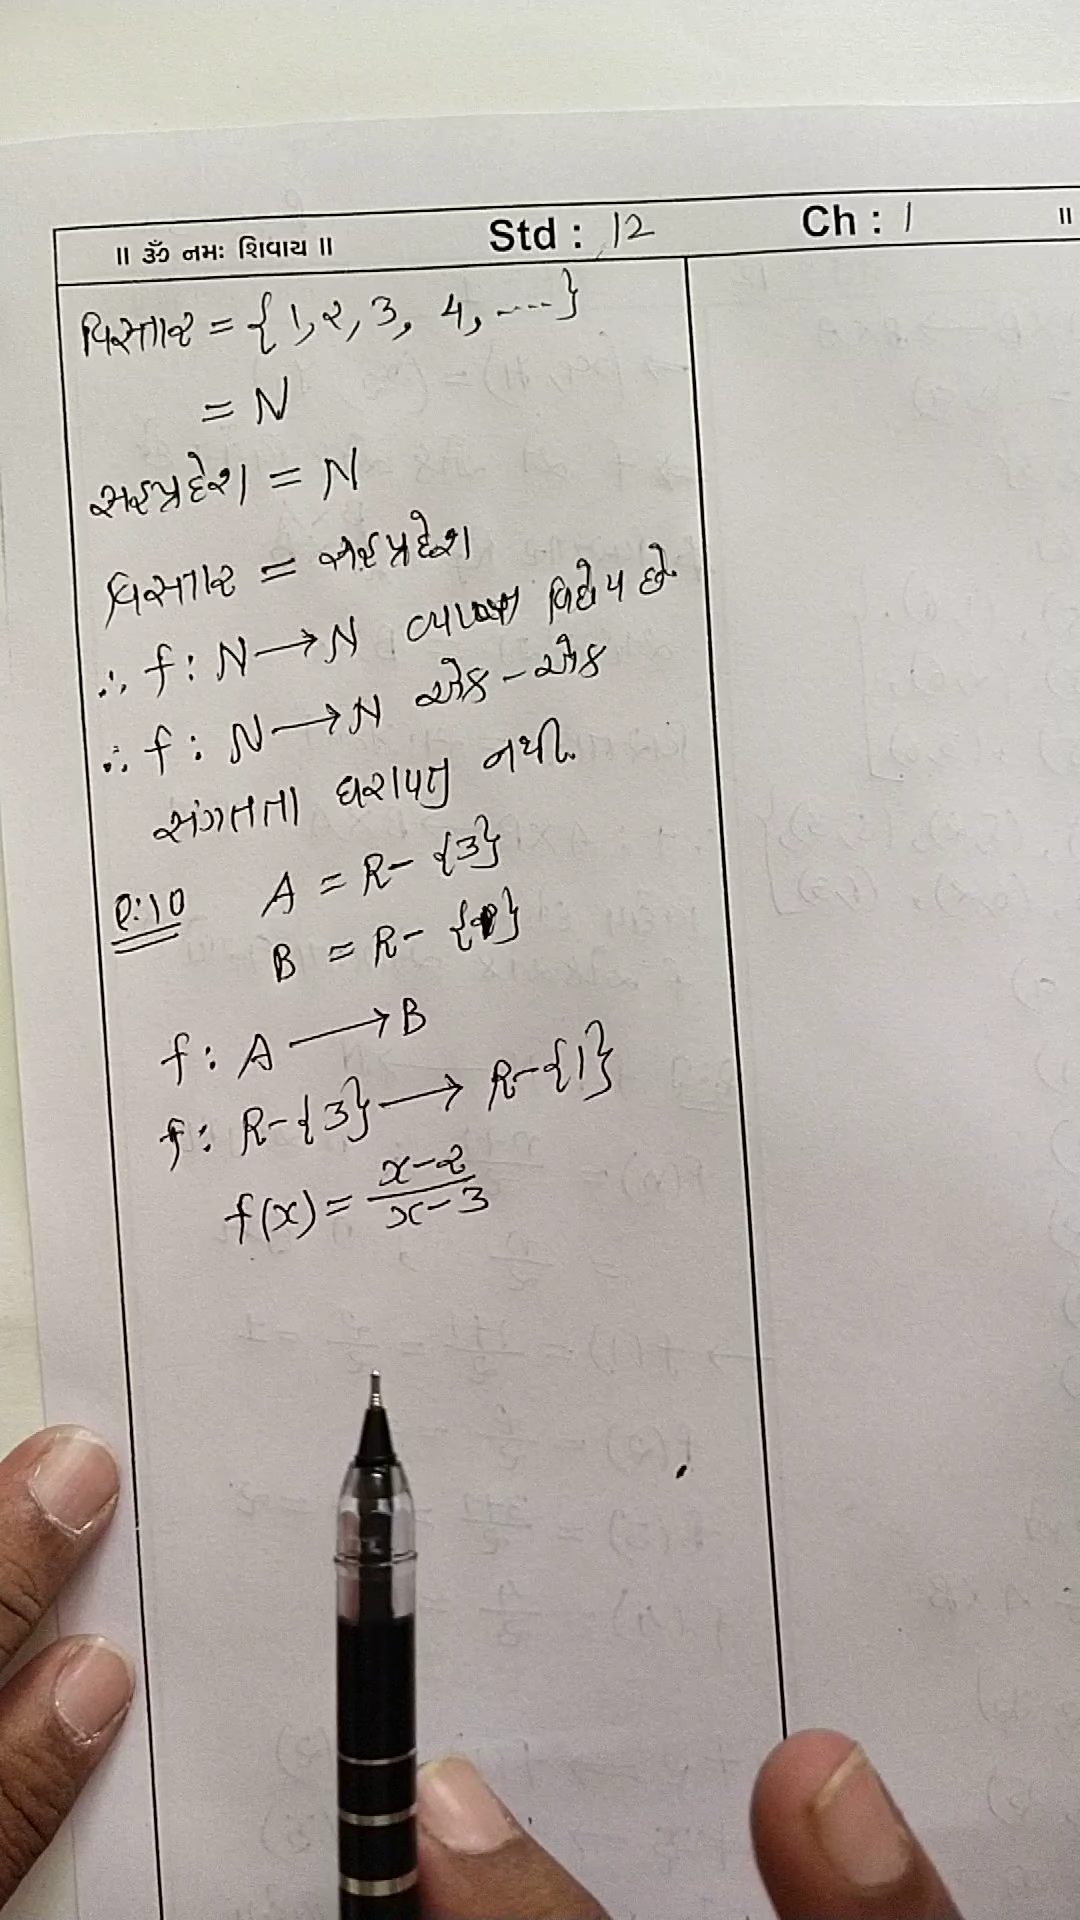 ॥ ॐ नमः शिवाय ॥ Std : 12 Ch : 1 ॥
વિસ્તાર = {1, 2, 3, 4, ....}
= N
સહપ્રદેશ = N
વિસ્તાર = સહપ્રદેશ
∴ f : N → N વ્યાપ્ત વિધેય છે
∴ f : N → N એક - એક
સંગતતા ધરાવતુ નથી.
Q:10 A = R - {3}
B = R - {1}
f : A → B
f : R-{3} → R-{1}
f(x) = x-2 / x-3